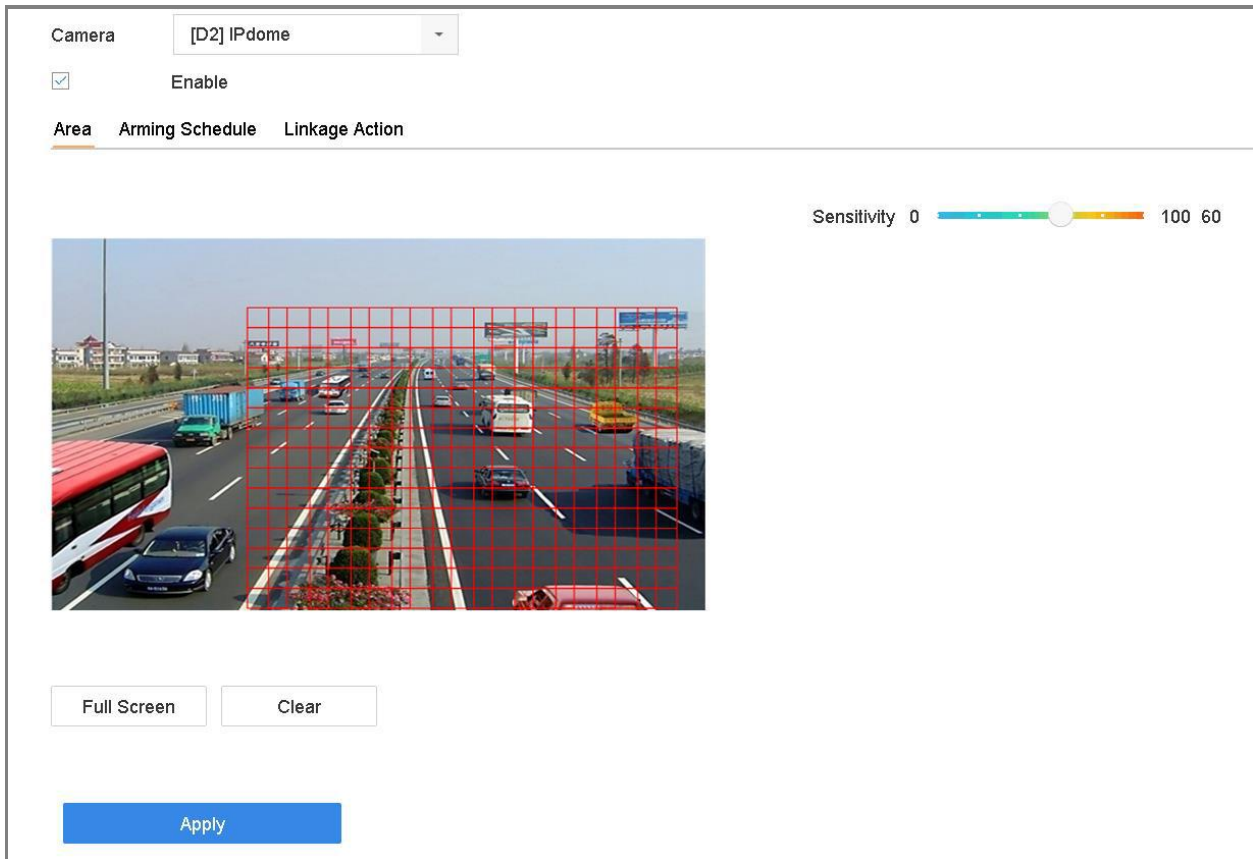 Camera [D2] IPdome
Enable
Area Arming Schedule Linkage Action
Sensitivity 0 100 60
Full Screen Clear
Apply